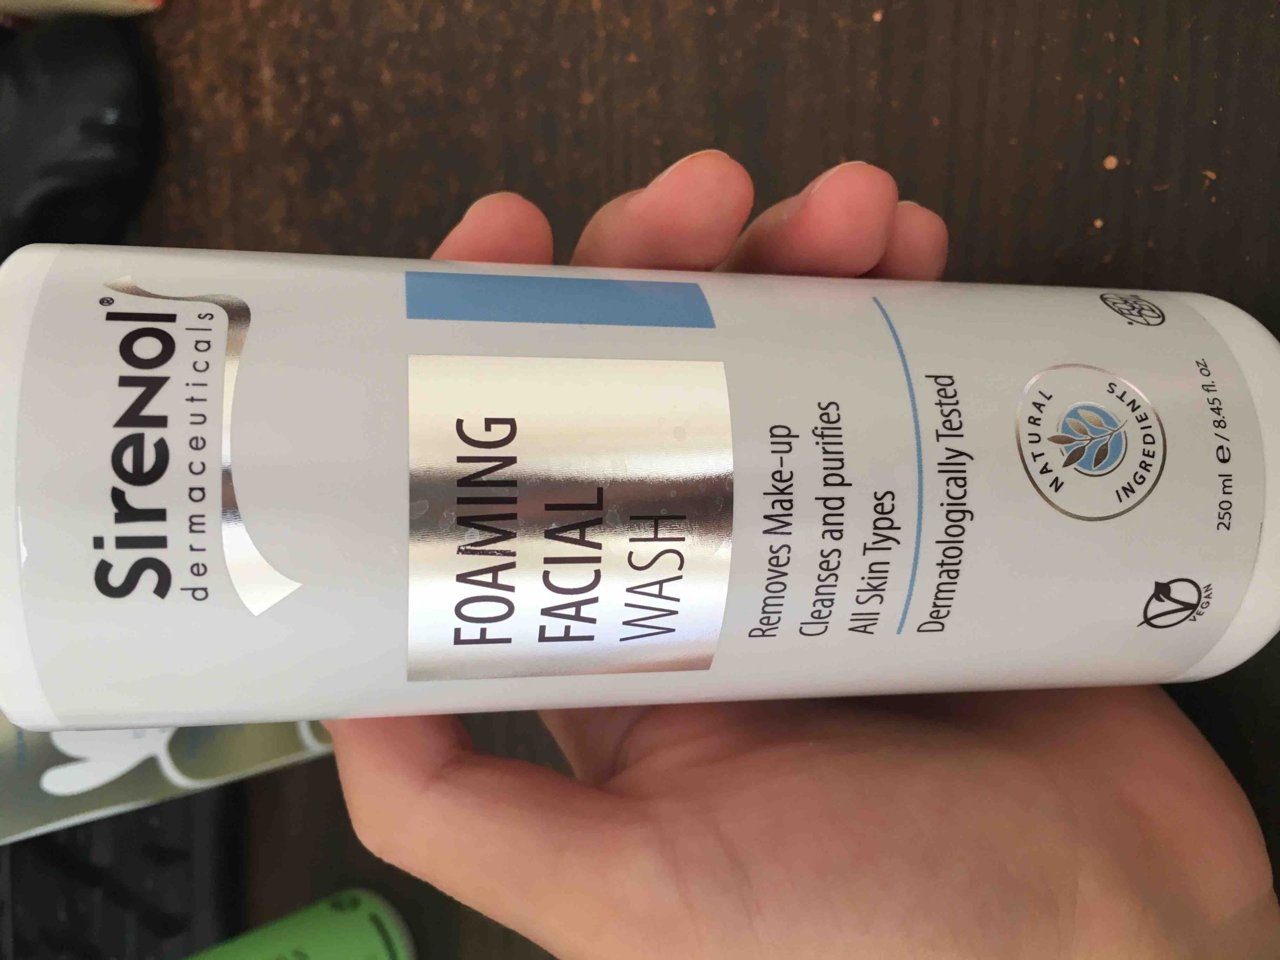 SireNol®
dermaceuticals
FOAMING
FACIAL
WASH
Removes Make-up
Cleanses and purifies
All Skin Types
Dermatologically Tested
NATURAL
INGREDIENTS
VEGAN
250 ml e / 8.45 fl. oz.